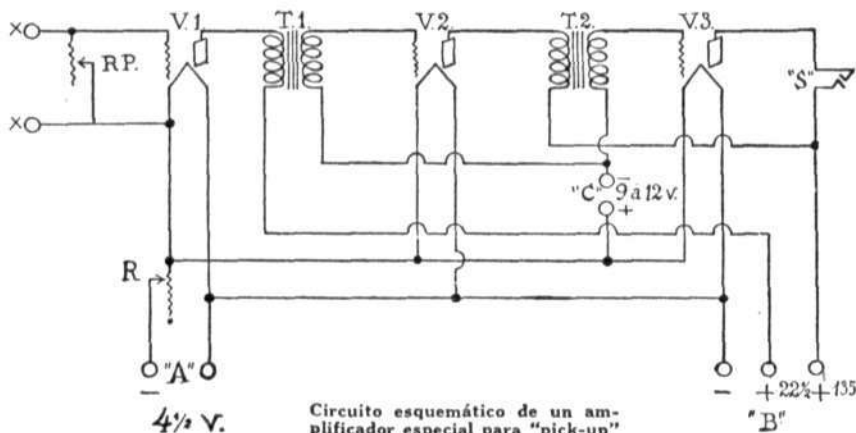 V.1 T.1. V.2. T.2. V.3.
X
RP.
"S"
X
"C" - 9 á 12 v.
+
R
- "A" - + 22½ + 135
4½ V. "B"
Circuito esquemático de un am-
plificador especial para "pick-up"